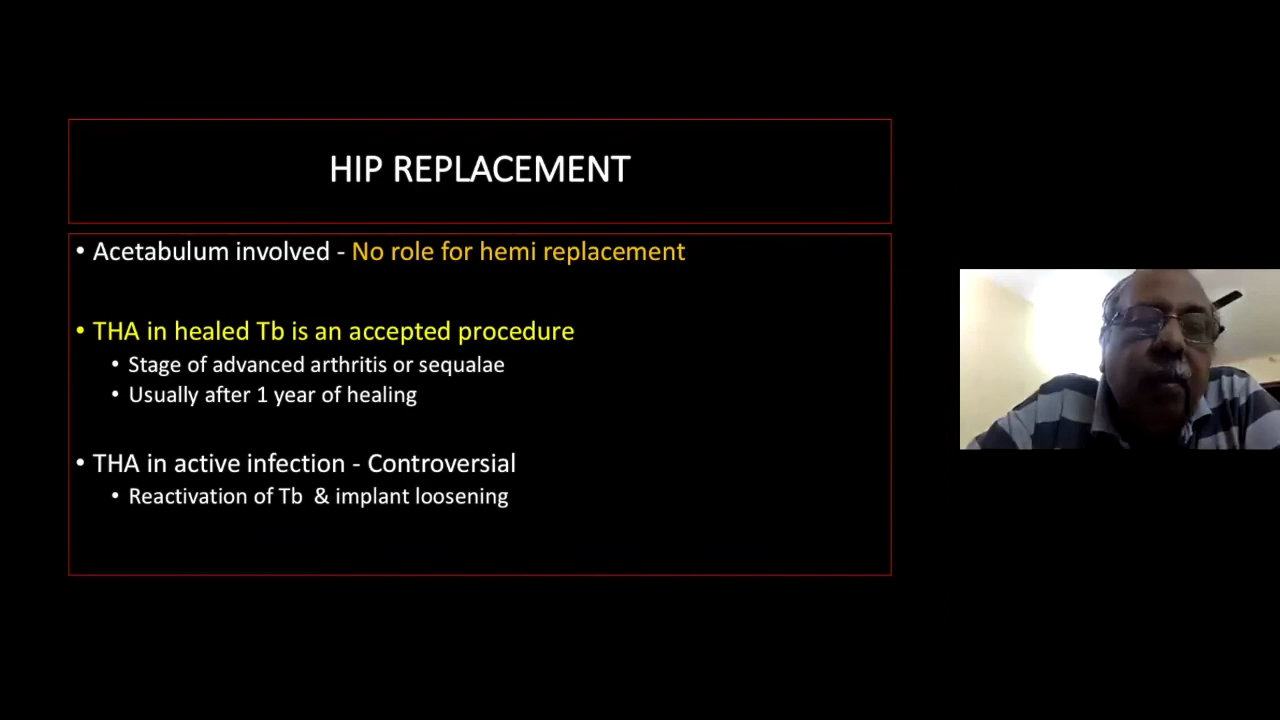 HIP REPLACEMENT
• Acetabulum involved - No role for hemi replacement
• THA in healed Tb is an accepted procedure
• Stage of advanced arthritis or sequalae
• Usually after 1 year of healing
• THA in active infection - Controversial
• Reactivation of Tb & implant loosening